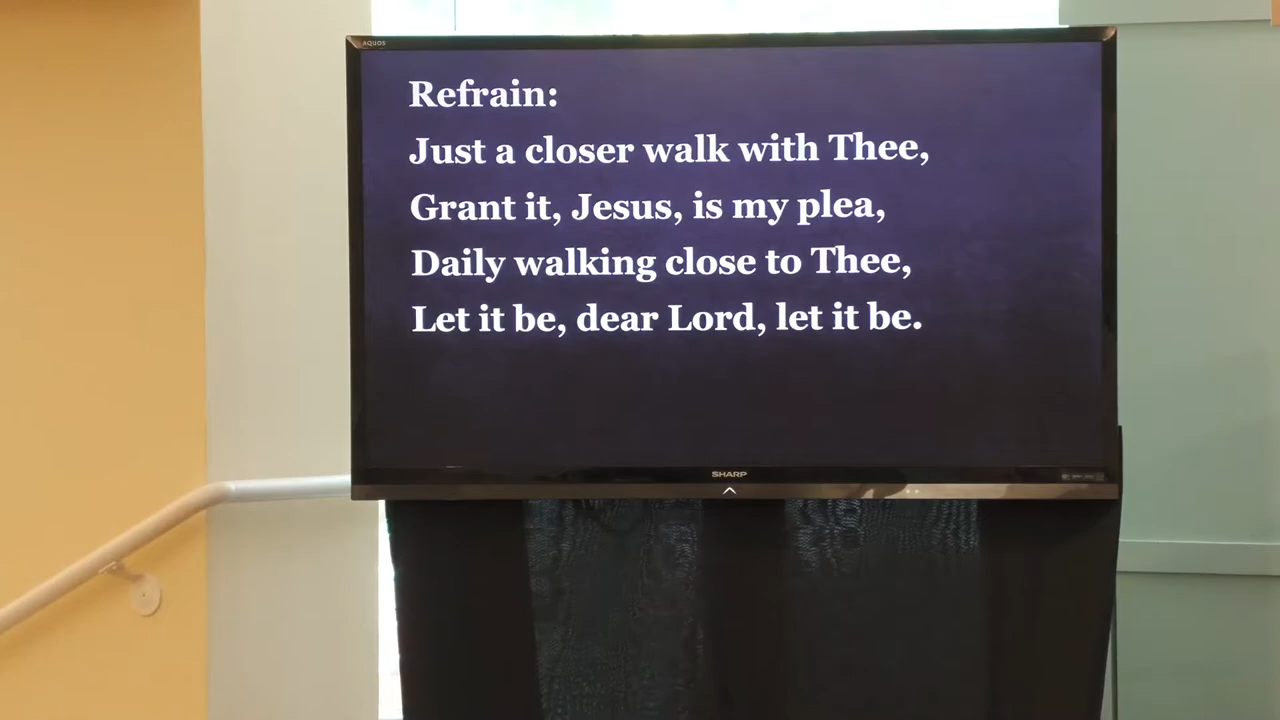 AQUOS
Refrain:
Just a closer walk with Thee,
Grant it, Jesus, is my plea,
Daily walking close to Thee,
Let it be, dear Lord, let it be.
SHARP